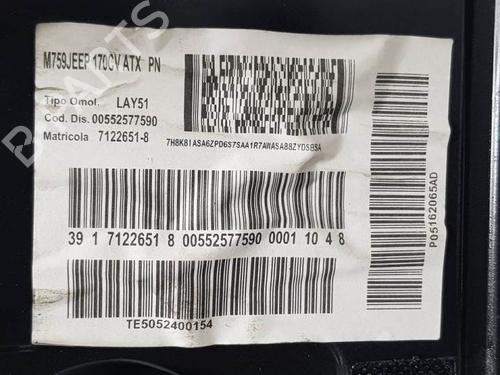 M759JEEP 170CV ATX PN
Tipo Omol. LAY51
Cod. Dis. 00552577590
Matricola 7122651-8
7H8K8IASA6ZPD6S7SAA1R7AWASA88ZYDSBSA
39 1 7122651 8 00552577590 0001 10 4 8
TE5052400154
P05162065AD